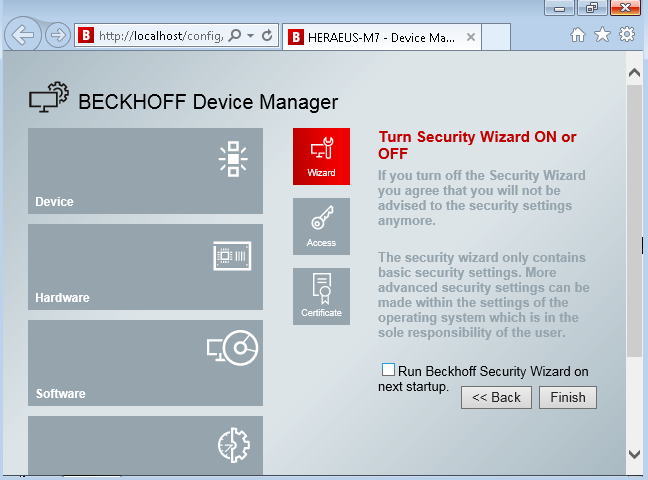 http://localhost/config,
HERAEUS-M7 - Device Ma...
BECKHOFF Device Manager
Device
Hardware
Software
Wizard
Access
Certificate
Turn Security Wizard ON or
OFF
If you turn off the Security Wizard
you agree that you will not be
advised to the security settings
anymore.
The security wizard only contains
basic security settings. More
advanced security settings can be
made within the settings of the
operating system which is in the
sole responsibility of the user.
Run Beckhoff Security Wizard on
next startup.
<< Back
Finish